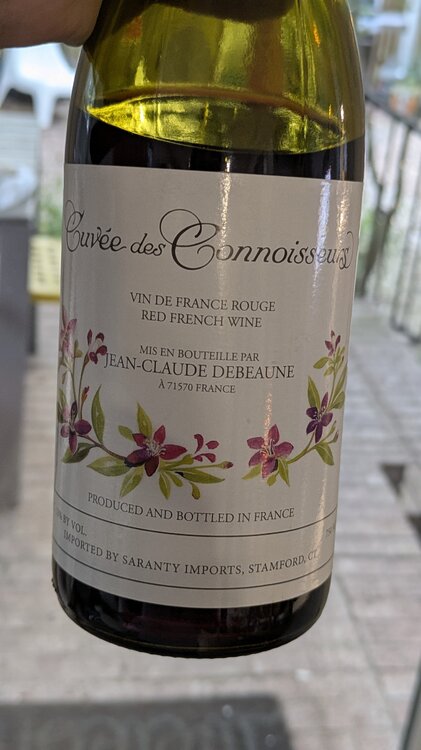 Cuvée des Connoisseurs
VIN DE FRANCE ROUGE
RED FRENCH WINE
MIS EN BOUTEILLE PAR
JEAN-CLAUDE DEBEAUNE
À 71570 FRANCE
PRODUCED AND BOTTLED IN FRANCE
BY VOL.
IMPORTED BY SARANTY IMPORTS, STAMFORD, CT